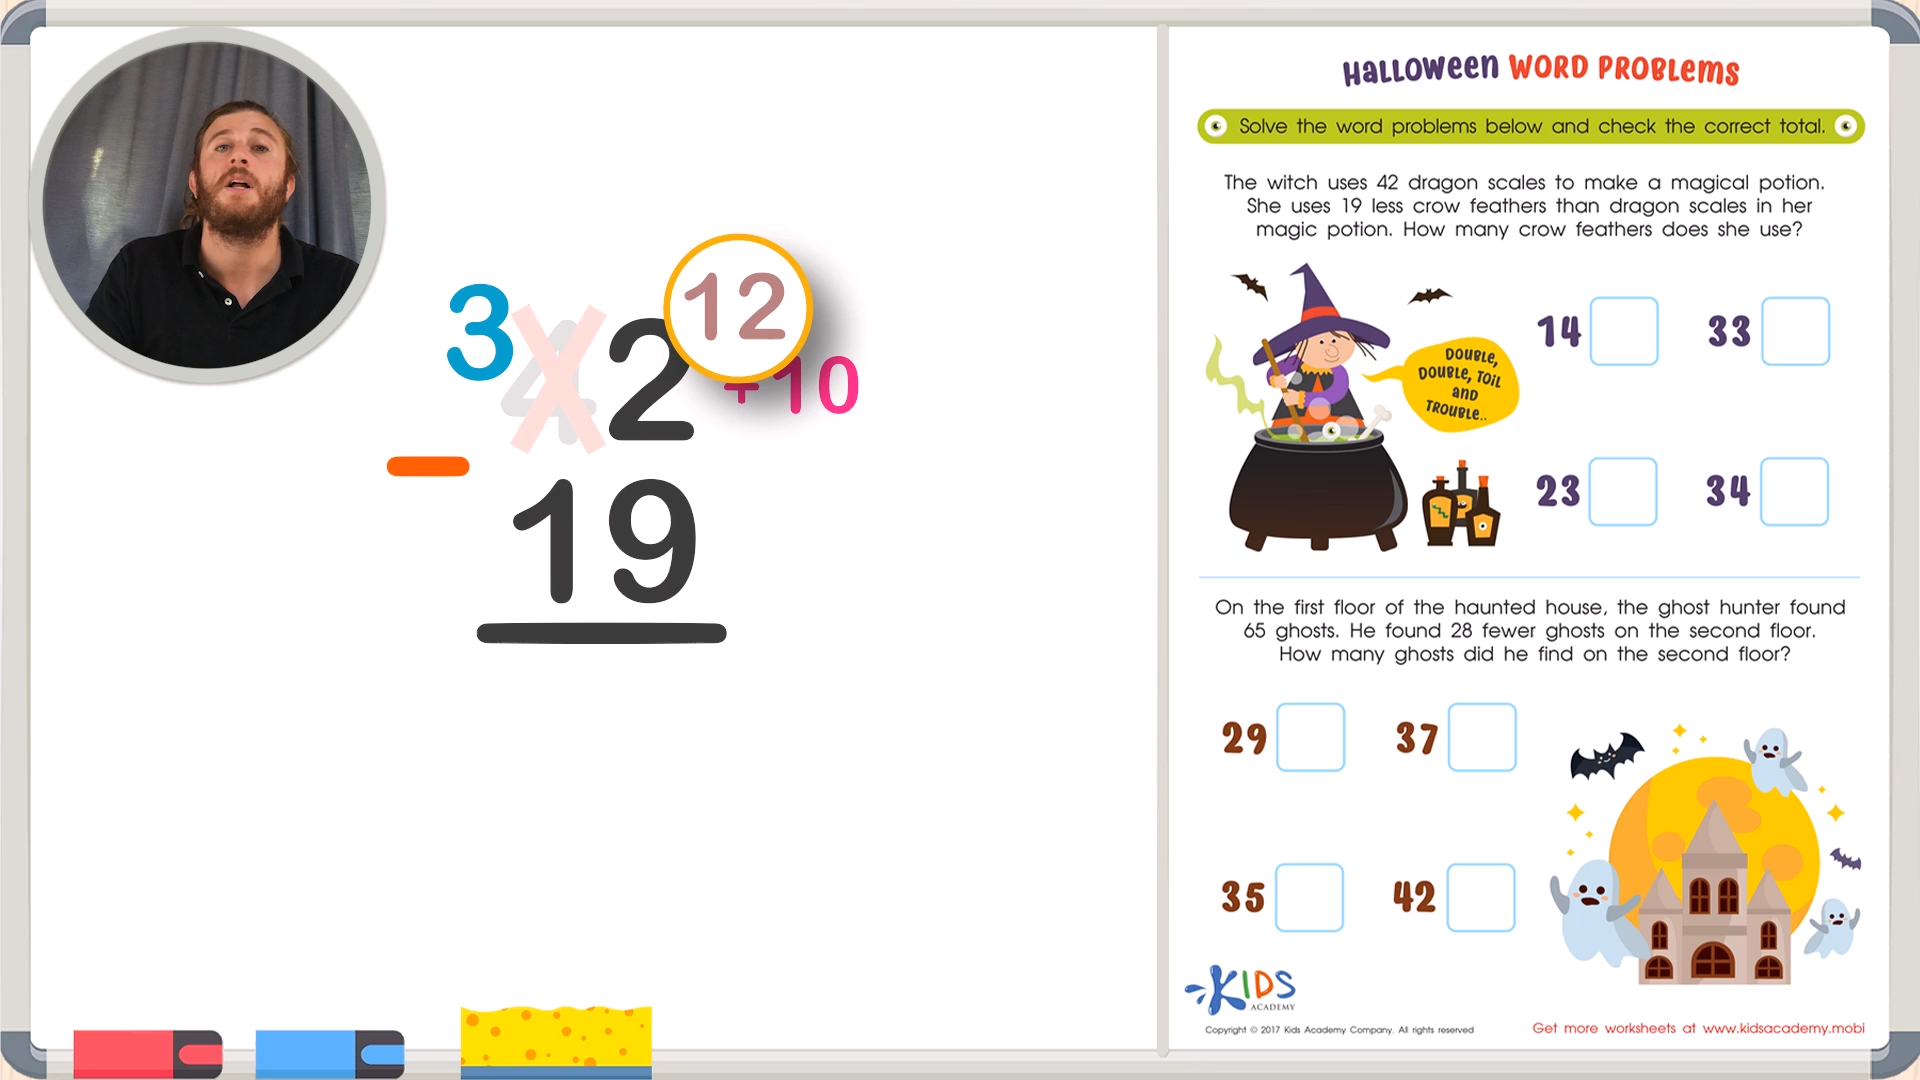 3 4 2 12
+10
19
Halloween WORD PROBLEMS
Solve the word problems below and check the correct total.
The witch uses 42 dragon scales to make a magical potion.
She uses 19 less crow feathers than dragon scales in her
magic potion. How many crow feathers does she use?
DOUBLE,
DOUBLE, TOIL
and
TROUBLE..
14 33
23 34
On the first floor of the haunted house, the ghost hunter found
65 ghosts. He found 28 fewer ghosts on the second floor.
How many ghosts did he find on the second floor?
29 37
35 42
KIDS
ACADEMY
Copyright © 2017 Kids Academy Company. All rights reserved
Get more worksheets at www.kidsacademy.mobi